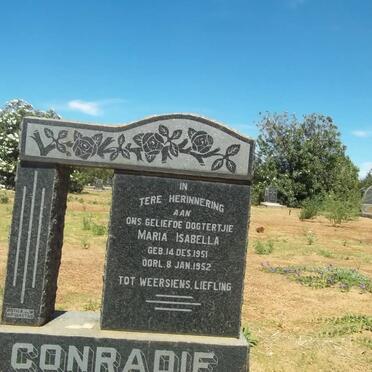 IN
TERE HERINNERING
AAN
ONS GELIEFDE DOGTERTJIE
MARIA ISABELLA
GEB. 14 DES. 1951
OORL. 8 JAN. 1952
TOT WEERSIENS, LIEFLING
CONRADIE